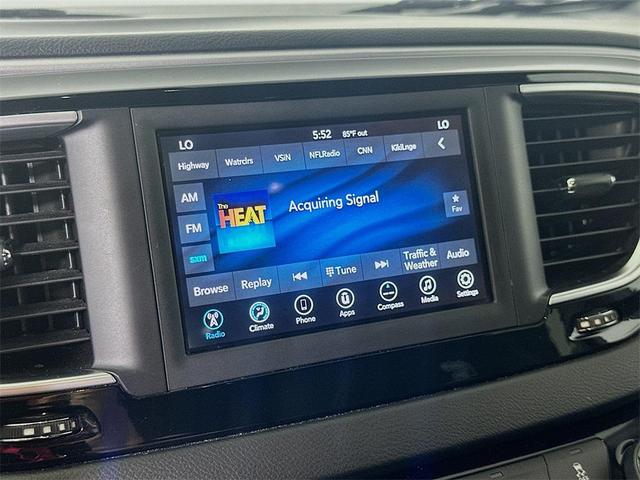 LO 5:52 85°F out LO
Highway Watrclrs VSIN NFLRadio CNN KidLnge
AM
The HEAT
Acquiring Signal
Fav
FM
sxm
Browse Replay Tune Traffic & Weather Audio
Radio Climate Phone Apps Compass Media Settings